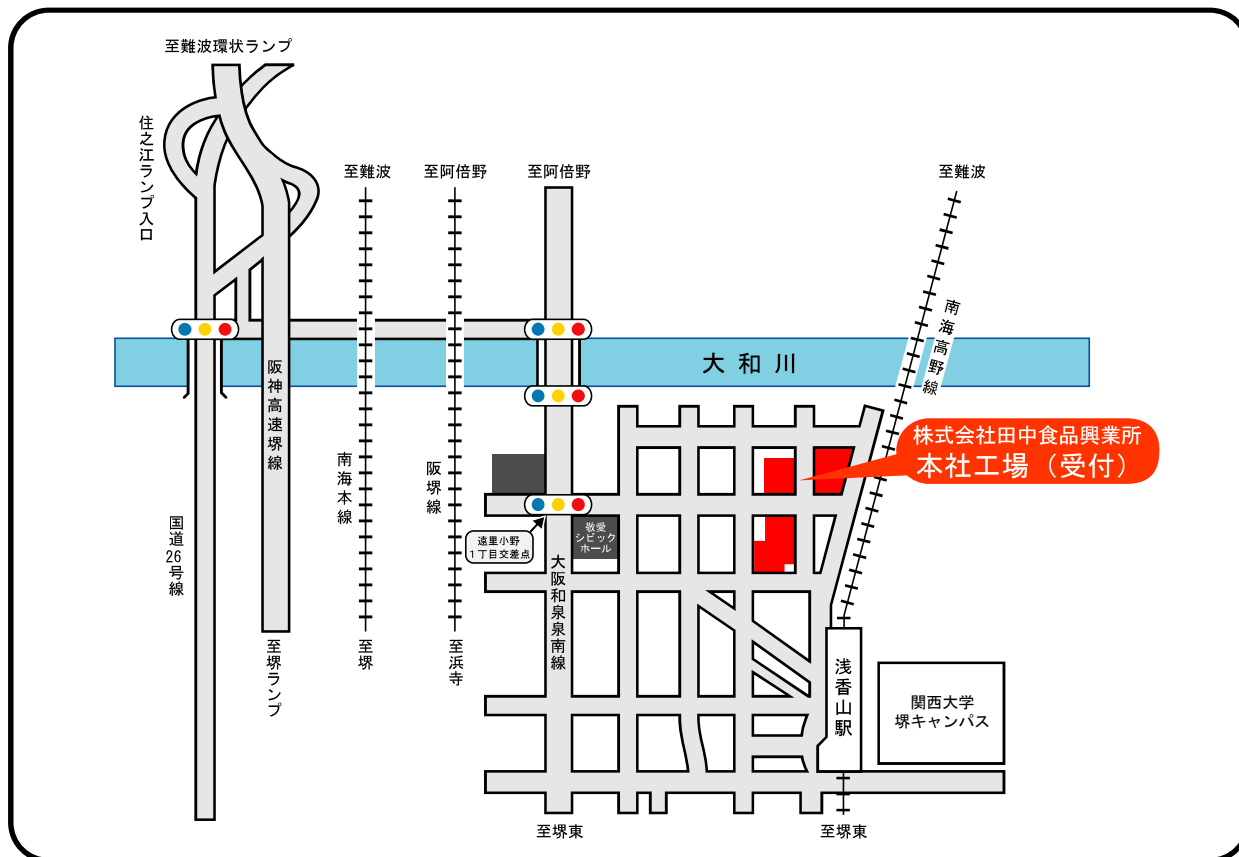 至難波環状ランプ
住之江ランプ入口
至難波
至阿倍野
至阿倍野
至難波
南海高野線
大和川
阪神高速堺線
株式会社田中食品興業所
本社工場（受付）
南海本線
阪堺線
国道26号線
遠里小野
1丁目交差点
敬愛
シビック
ホール
大阪和泉泉南線
至堺ランプ
至堺
至浜寺
浅香山駅
関西大学
堺キャンパス
至堺東
至堺東